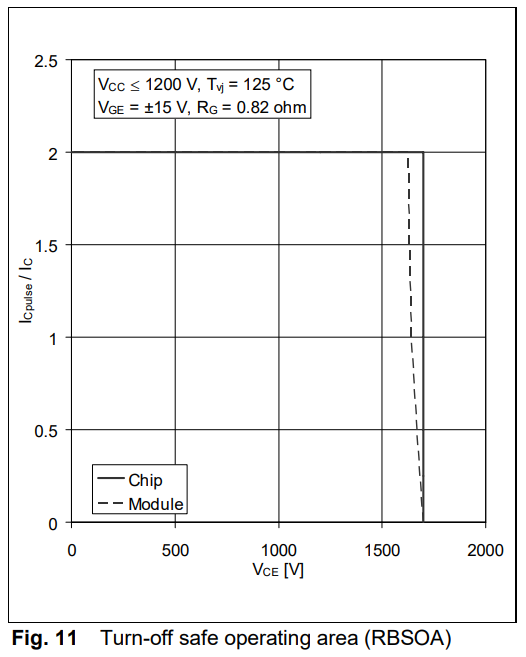 2.5
VCC ≤ 1200 V, Tvj = 125 °C
VGE = ±15 V, RG = 0.82 ohm
2
1.5
ICpulse / IC
1
0.5
Chip
Module
0
0 500 1000 1500 2000
VCE [V]
Fig. 11 Turn-off safe operating area (RBSOA)